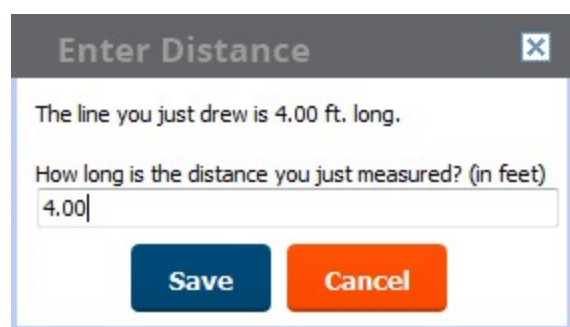 Enter Distance
The line you just drew is 4.00 ft. long.
How long is the distance you just measured? (in feet)
4.00
Save Cancel